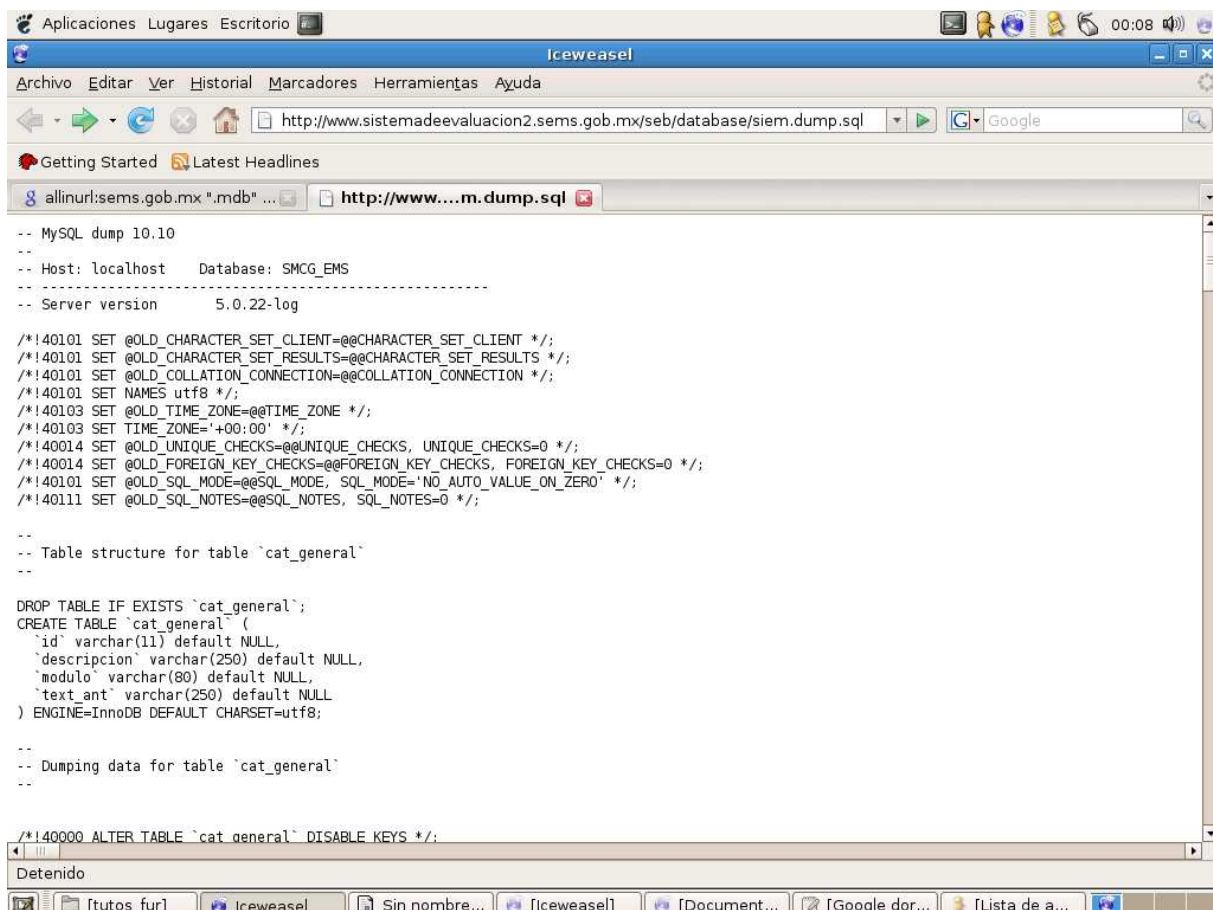 Aplicaciones Lugares Escritorio 00:08
Iceweasel
Archivo Editar Ver Historial Marcadores Herramientas Ayuda
http://www.sistemadeevaluacion2.sems.gob.mx/seb/database/siem.dump.sql Google
Getting Started Latest Headlines
allinurl:sems.gob.mx ".mdb" ... http://www....m.dump.sql
-- MySQL dump 10.10
--
-- Host: localhost    Database: SMCG_EMS
-- ------------------------------------------------------
-- Server version       5.0.22-log
/*!40101 SET @OLD_CHARACTER_SET_CLIENT=@@CHARACTER_SET_CLIENT */;
/*!40101 SET @OLD_CHARACTER_SET_RESULTS=@@CHARACTER_SET_RESULTS */;
/*!40101 SET @OLD_COLLATION_CONNECTION=@@COLLATION_CONNECTION */;
/*!40101 SET NAMES utf8 */;
/*!40103 SET @OLD_TIME_ZONE=@@TIME_ZONE */;
/*!40103 SET TIME_ZONE='+00:00' */;
/*!40014 SET @OLD_UNIQUE_CHECKS=@@UNIQUE_CHECKS, UNIQUE_CHECKS=0 */;
/*!40014 SET @OLD_FOREIGN_KEY_CHECKS=@@FOREIGN_KEY_CHECKS, FOREIGN_KEY_CHECKS=0 */;
/*!40101 SET @OLD_SQL_MODE=@@SQL_MODE, SQL_MODE='NO_AUTO_VALUE_ON_ZERO' */;
/*!40111 SET @OLD_SQL_NOTES=@@SQL_NOTES, SQL_NOTES=0 */;
--
-- Table structure for table `cat_general`
--
DROP TABLE IF EXISTS `cat_general`;
CREATE TABLE `cat_general` (
  `id` varchar(11) default NULL,
  `descripcion` varchar(250) default NULL,
  `modulo` varchar(80) default NULL,
  `text_ant` varchar(250) default NULL
) ENGINE=InnoDB DEFAULT CHARSET=utf8;
--
-- Dumping data for table `cat_general`
--
/*!40000 ALTER TABLE `cat_general` DISABLE KEYS */;
Detenido
[tutos_fur] Iceweasel Sin nombre... [Iceweasel] [Document... [Google dor... [Lista de a...